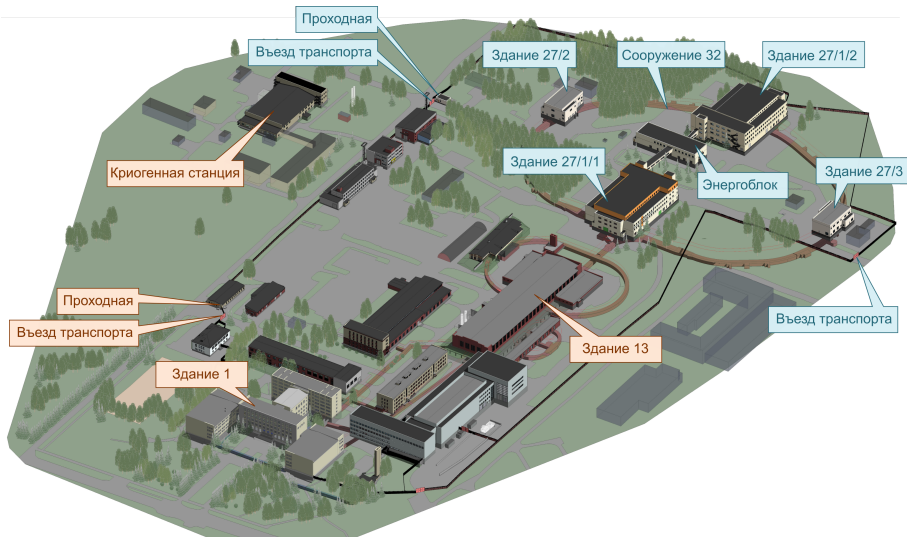 Проходная
Въезд транспорта
Здание 27/2
Сооружение 32
Здание 27/1/2
Криогенная станция
Здание 27/1/1
Энергоблок
Здание 27/3
Проходная
Въезд транспорта
Въезд транспорта
Здание 13
Здание 1